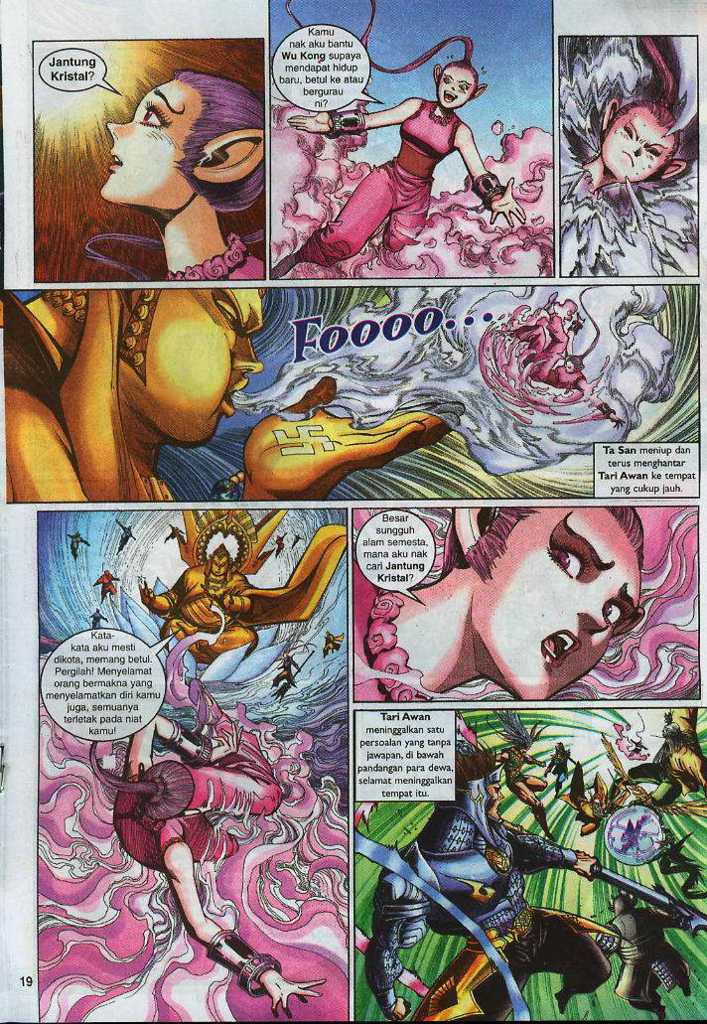 Jantung
Kristal?
Kamu
nak aku bantu
Wu Kong supaya
mendapat hidup
baru, betul ke atau
bergurau
ni?
Foooo...
Ta San meniup dan
terus menghantar
Tari Awan ke tempat
yang cukup jauh.
Kata-
kata aku mesti
dikota, memang betul.
Pergilah! Menyelamat
orang bermakna yang
menyelamatkan diri kamu
juga, semuanya
terletak pada niat
kamu!
Besar
sungguh
alam semesta,
mana aku nak
cari Jantung
Kristal?
Tari Awan
meninggalkan satu
persoalan yang tanpa
jawapan, di bawah
pandangan para dewa,
selamat meninggalkan
tempat itu.
19